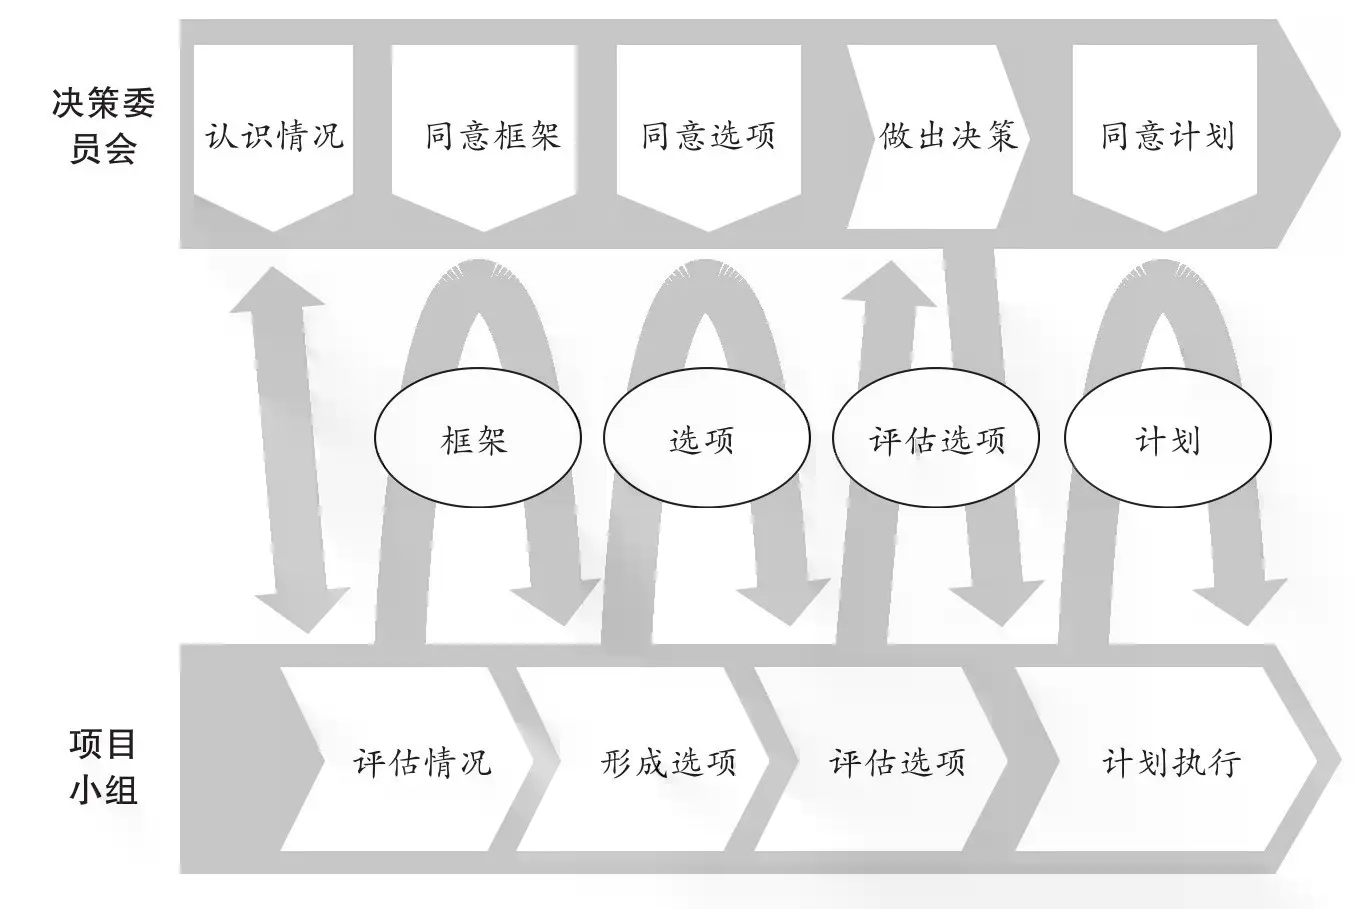 决策委
员会
认识情况
同意框架
同意选项
做出决策
同意计划
框架
选项
评估选项
计划
项目
小组
评估情况
形成选项
评估选项
计划执行